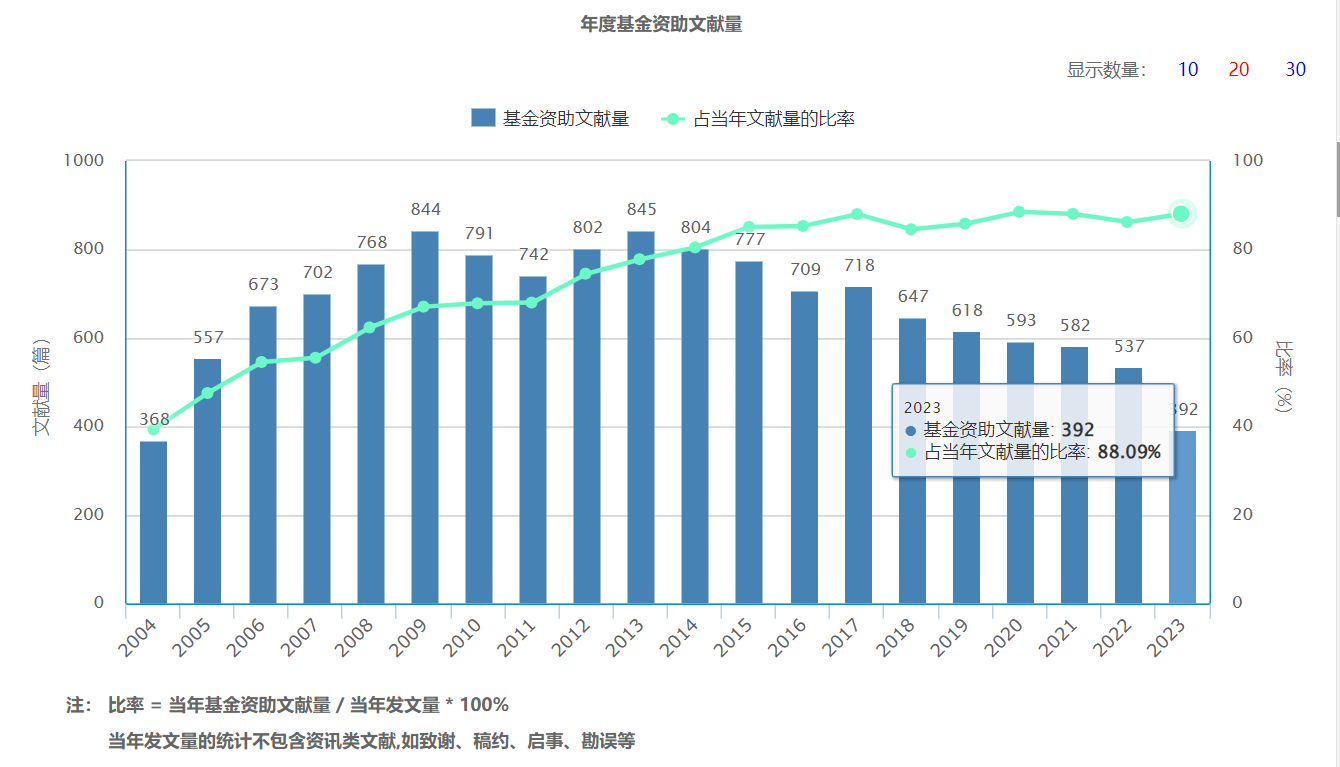 年度基金资助文献量
显示数量： 10 20 30
基金资助文献量 占当年文献量的比率
1000 100
844 845
791 802 804
768 742 777
800 80
702 709 718
673 647
618
593 582
557 537
600 60
文献量（篇） 比率（%）
368 392
400 40
2023
基金资助文献量: 392
占当年文献量的比率: 88.09%
200 20
0 0
2004 2005 2006 2007 2008 2009 2010 2011 2012 2013 2014 2015 2016 2017 2018 2019 2020 2021 2022 2023
注： 比率 = 当年基金资助文献量 / 当年发文量 * 100%
当年发文量的统计不包含资讯类文献,如致谢、稿约、启事、勘误等